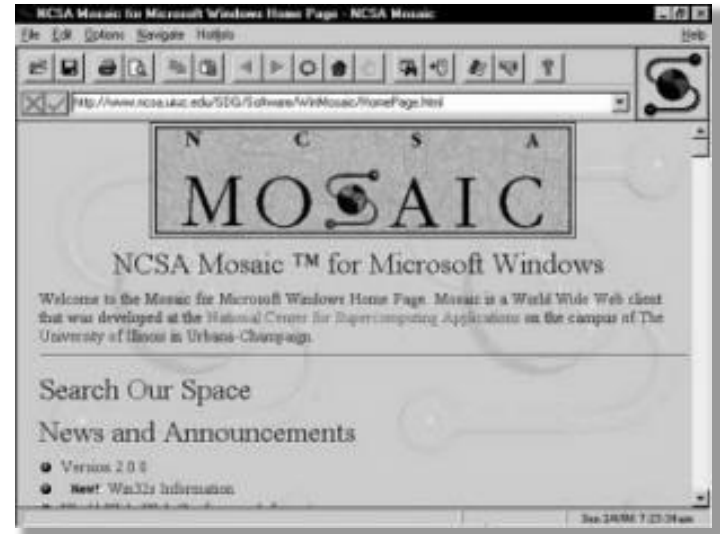 NCSA Mosaic for Microsoft Windows Home Page - NCSA Mosaic
File Edit Options Navigate Hotlists Help
http://www.ncsa.uiuc.edu/SDG/Software/WinMosaic/HomePage.html
N C S A
MOSAIC
NCSA Mosaic ™ for Microsoft Windows
Welcome to the Mosaic for Microsoft Windows Home Page. Mosaic is a World Wide Web client
that was developed at the National Center for Supercomputing Applications on the campus of The
University of Illinois in Urbana-Champaign.
Search Our Space
News and Announcements
Version 2.0.0
New! Win32s Information